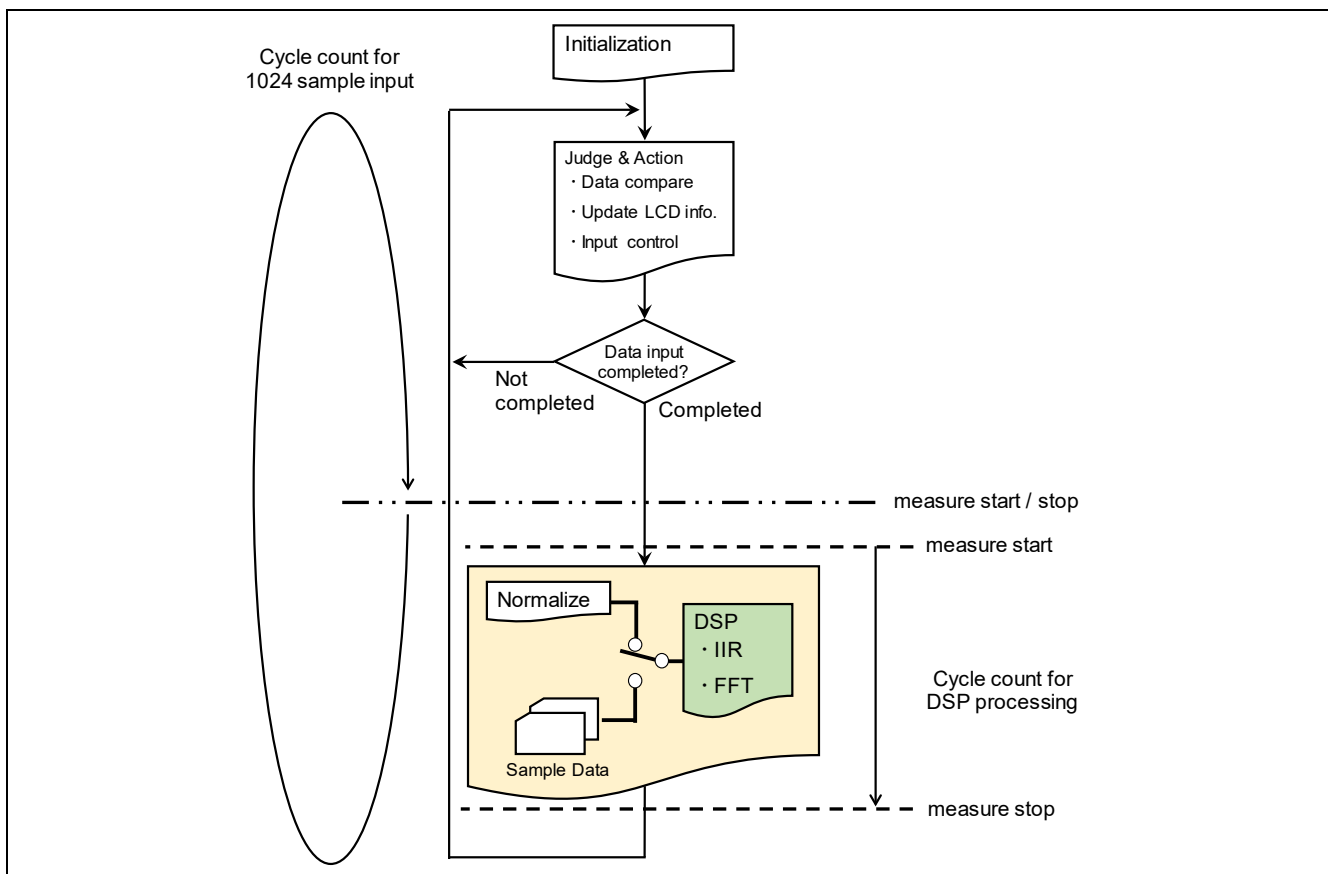 Initialization
Cycle count for
1024 sample input
Judge & Action
・Data compare
・Update LCD info.
・Input control
Data input
completed?
Not
completed
Completed
measure start / stop
measure start
Normalize
DSP
・IIR
・FFT
Sample Data
Cycle count for
DSP processing
measure stop